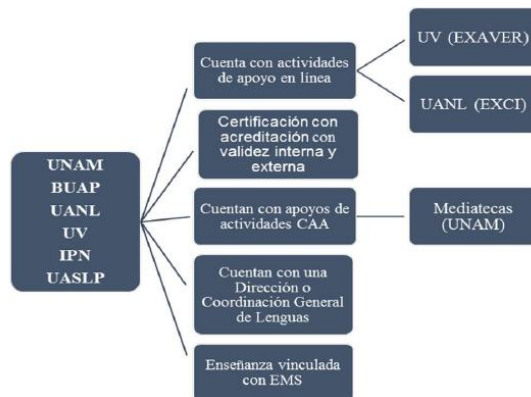 UNAM
BUAP
UANL
UV
IPN
UASLP
Cuenta con actividades
de apoyo en línea
UV (EXAVER)
UANL (EXCI)
Certificación con
acreditación con
validez interna y
externa
Cuentan con apoyos de
actividades CAA
Mediatecas
(UNAM)
Cuentan con una
Dirección o
Coordinación General
de Lenguas
Enseñanza vinculada
con EMS